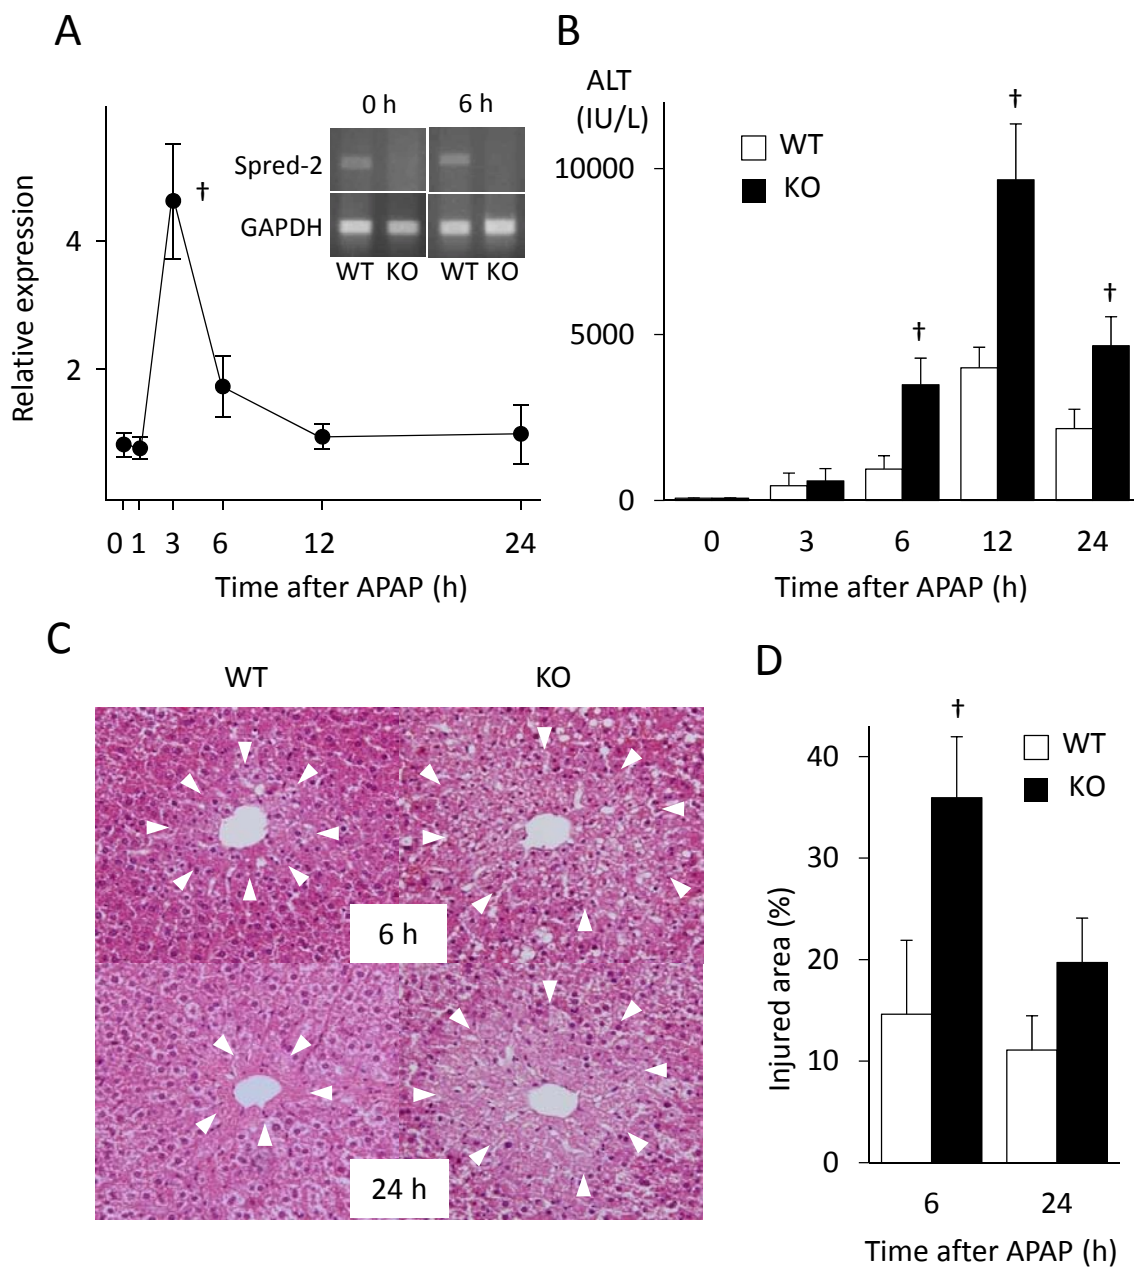 A
0 h
6 h
Spred-2
GAPDH
WT KO WT KO
†
Relative expression
4
2
0 1 3 6 12 24
Time after APAP (h)
B
ALT
(IU/L)
WT
KO
10000
5000
0
†
†
†
0 3 6 12 24
Time after APAP (h)
C
WT
KO
6 h
24 h
D
†
WT
KO
Injured area (%)
40
30
20
10
0
6 24
Time after APAP (h)